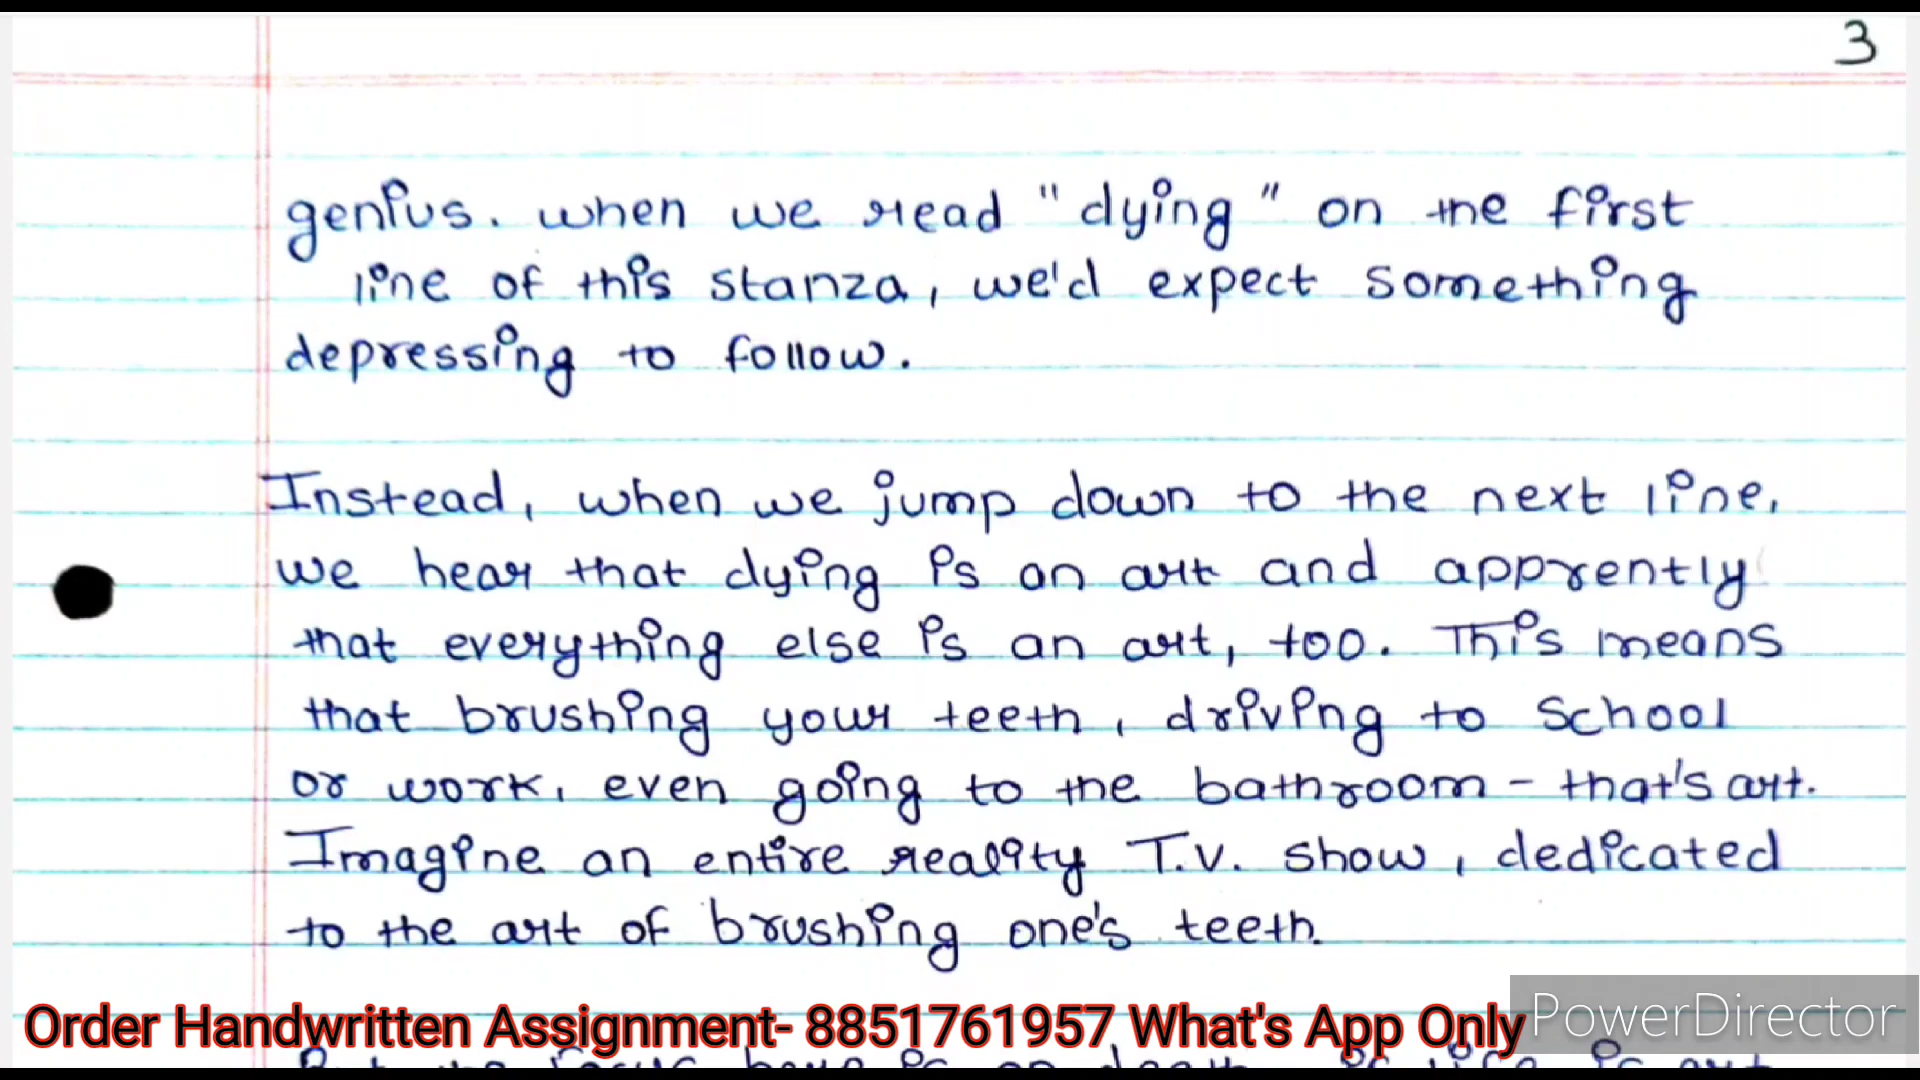 3
genius. when we read "dying" on the first
line of this stanza, we'd expect something
depressing to follow.
Instead, when we jump down to the next line,
we hear that dying is an art and apprently
that everything else is an art, too. This means
that brushing your teeth, driving to School
or work, even going to the bathroom - that's art.
Imagine an entire reality T.V. show, dedicated
to the art of brushing one's teeth.
Order Handwritten Assignment- 8851761957 What's App Only
PowerDirector